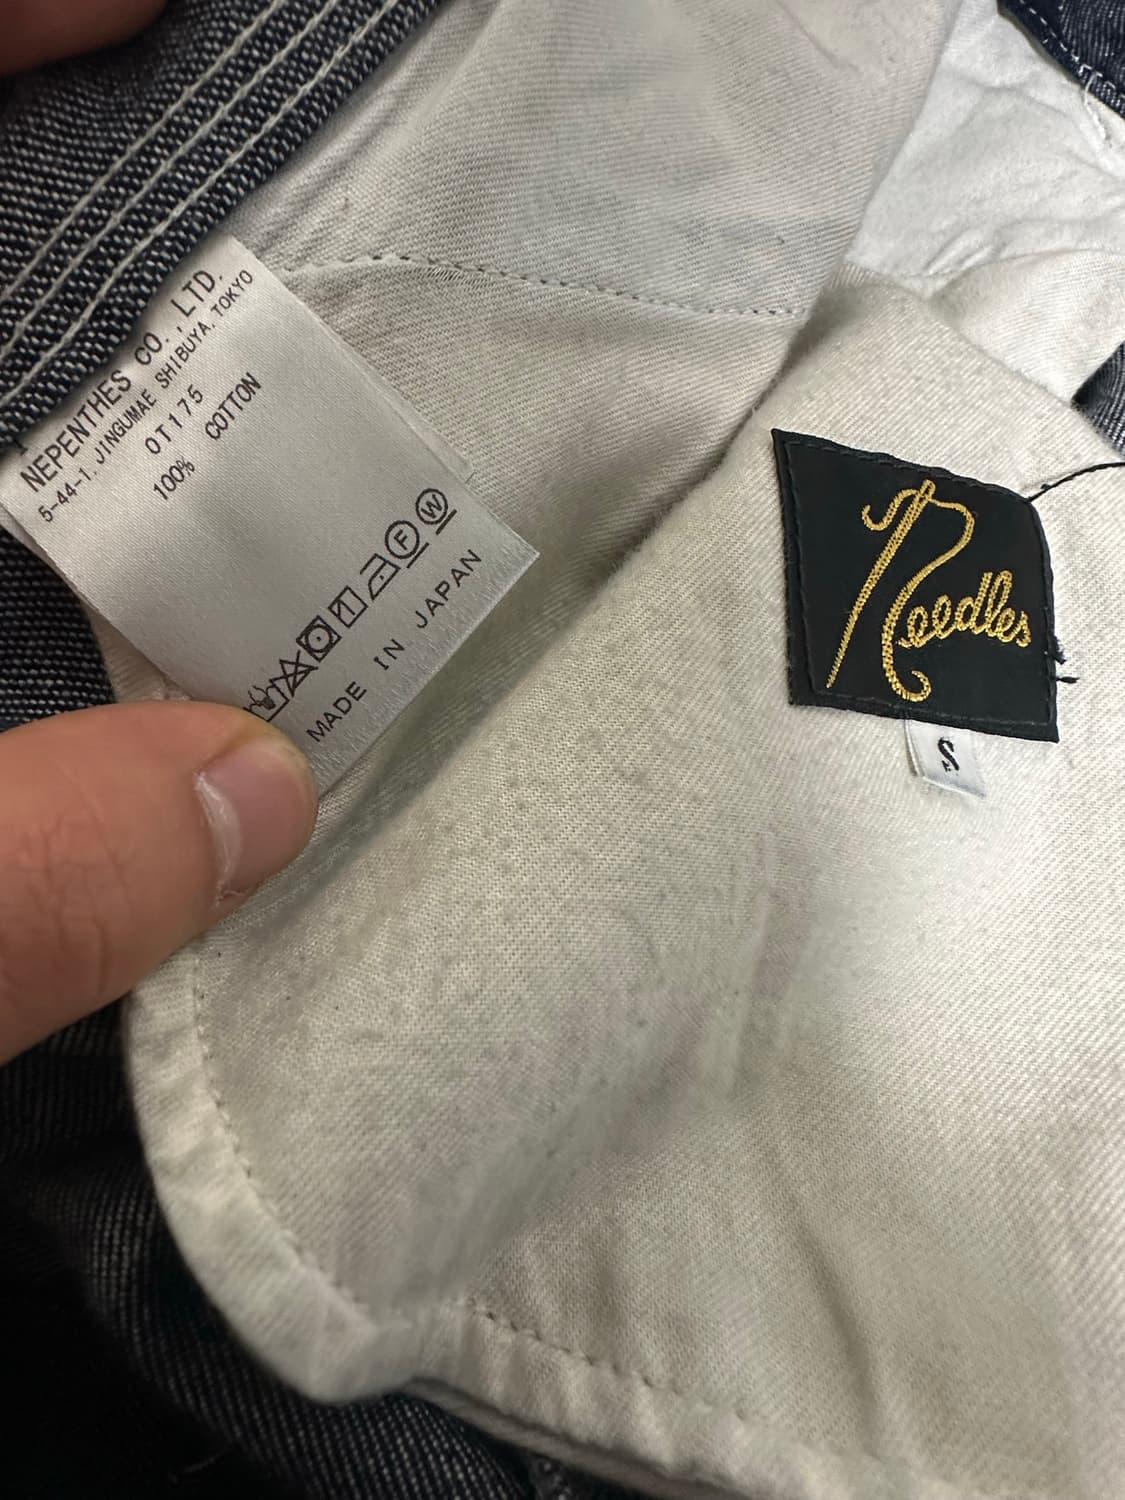 NEPENTHES CO., LTD.
5-44-1, JINGUMAE SHIBUYA, TOKYO
OT175
100% COTTON
F W
MADE IN JAPAN
Needles
S